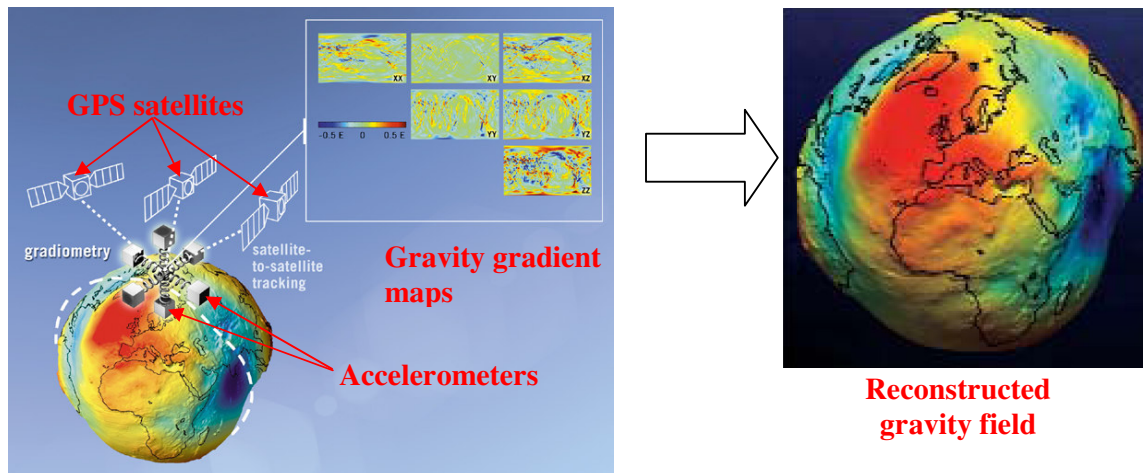 GPS satellites
XX
XY
XZ
-0.5 E 0 0.5 E
YY
YZ
ZZ
gradiometry
satellite-
to-satellite
tracking
Gravity gradient
maps
Accelerometers
Reconstructed
gravity field